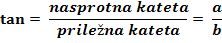 tan = nasprotna kateta / priležna kateta = a / b